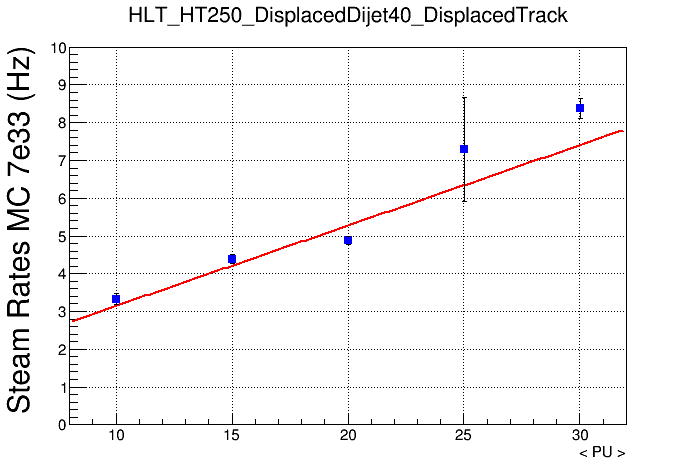 HLT_HT250_DisplacedDijet40_DisplacedTrack
Steam Rates MC 7e33 (Hz)
10
9
8
7
6
5
4
3
2
1
0
10 15 20 25 30
< PU >